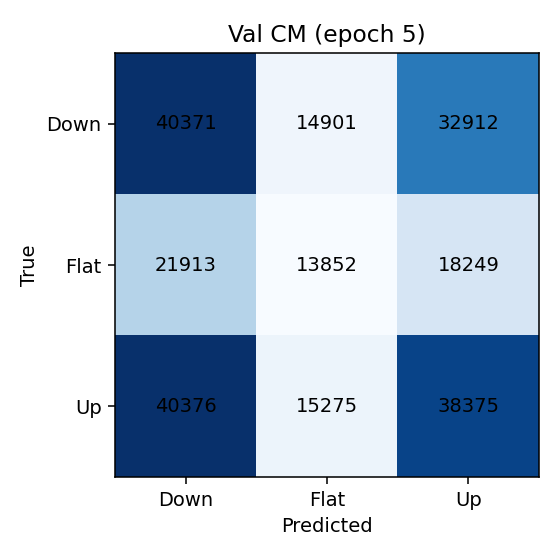 Val CM (epoch 5)
Down 40371 14901 32912
True
Flat 21913 13852 18249
Up 40376 15275 38375
Down Flat Up
Predicted